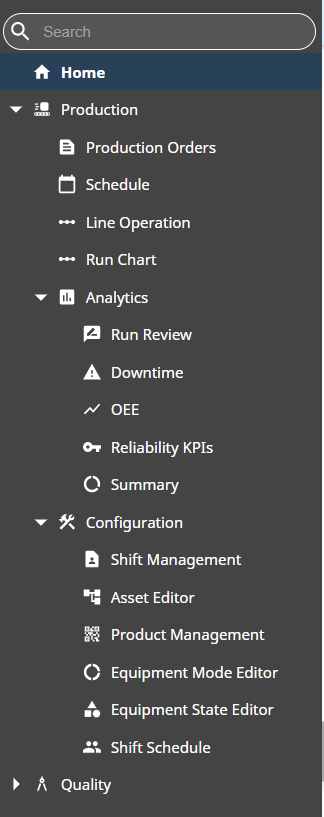 Search
Home
Production
Production Orders
Schedule
Line Operation
Run Chart
Analytics
Run Review
Downtime
OEE
Reliability KPIs
Summary
Configuration
Shift Management
Asset Editor
Product Management
Equipment Mode Editor
Equipment State Editor
Shift Schedule
Quality